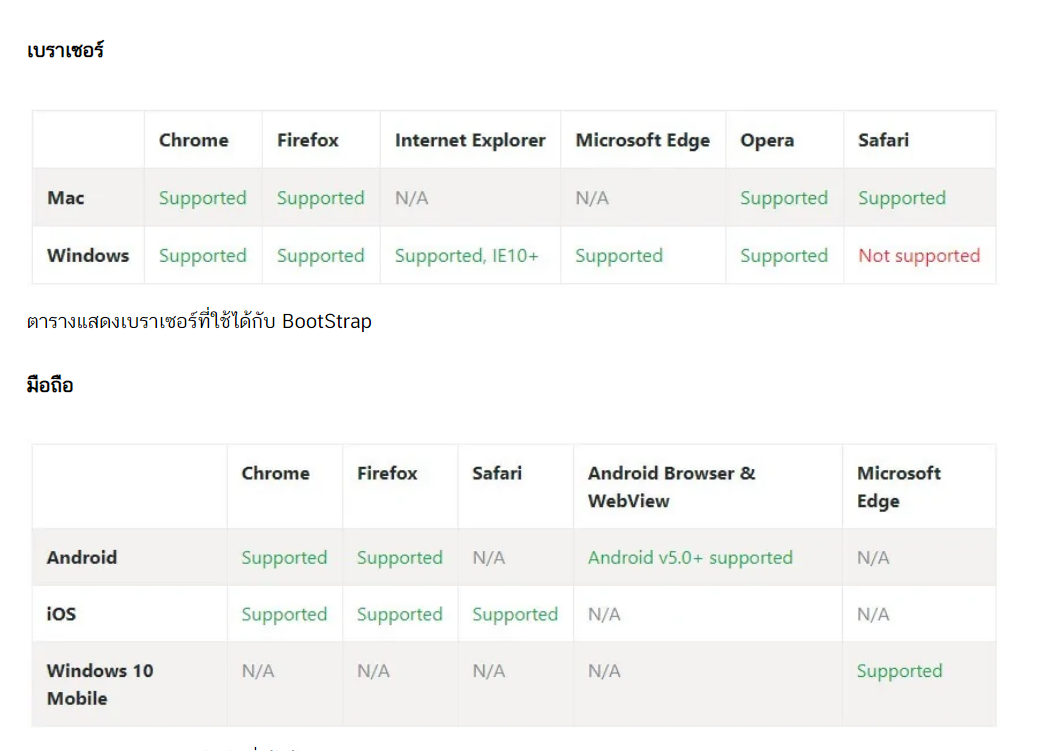 เบราเซอร์
Chrome Firefox Internet Explorer Microsoft Edge Opera Safari
Mac Supported Supported N/A N/A Supported Supported
Windows Supported Supported Supported, IE10+ Supported Supported Not supported
ตารางแสดงเบราเซอร์ที่ใช้ได้กับ BootStrap
มือถือ
Chrome Firefox Safari Android Browser & WebView Microsoft Edge
Android Supported Supported N/A Android v5.0+ supported N/A
iOS Supported Supported Supported N/A N/A
Windows 10 Mobile N/A N/A N/A N/A Supported